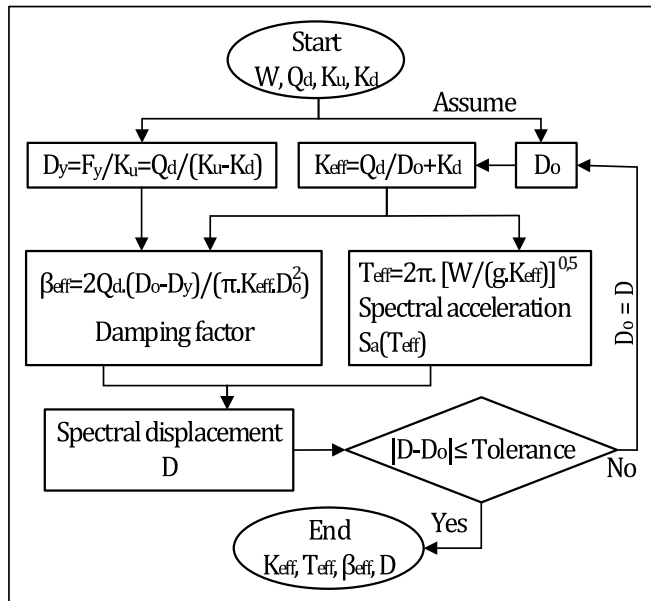 Start
W, Qd, Ku, Kd
Assume
Dy=Fy/Ku=Qd/(Ku-Kd)
Keff=Qd/Do+Kd
Do
βeff=2Qd.(Do-Dy)/(π.Keff.Do²)
Damping factor
Teff=2π. [W/(g.Keff)]^0,5
Spectral acceleration
Sa(Teff)
Do = D
Spectral displacement
D
|D-Do|≤ Tolerance
No
Yes
End
Keff, Teff, βeff, D